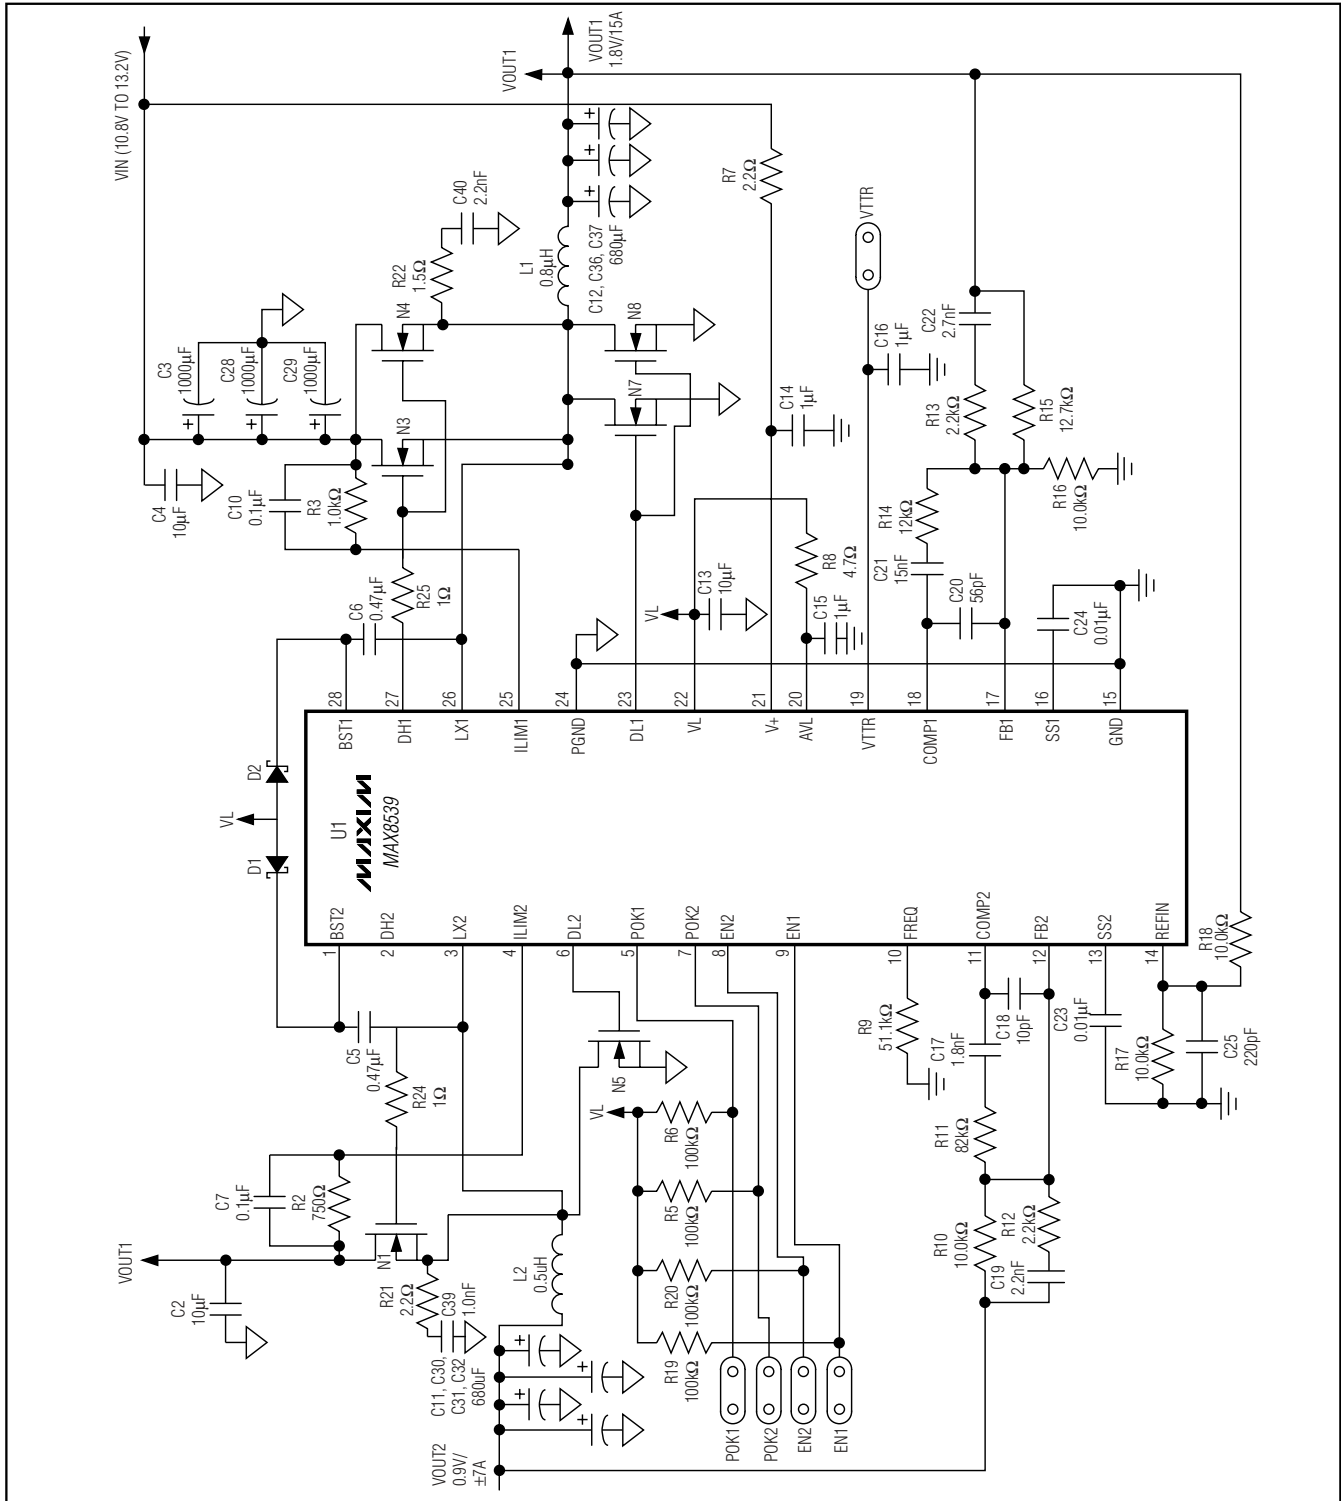 VIN (10.8V TO 13.2V)
VOUT1
VOUT1
1.8V/15A
C3
1000µF
C28
1000µF
C29
1000µF
C4
10µF
C10
0.1µF
R3
1.0kΩ
N3
N4
R22
1.5Ω
C40
2.2nF
L1
0.8µH
C12, C36, C37
680µF
N7
N8
R7
2.2Ω
C14
1µF
VTTR
C16
1µF
C22
2.7nF
R13
2.2kΩ
R15
12.7kΩ
R14
12kΩ
R16
10.0kΩ
C21
15nF
C20
56pF
C24
0.01µF
R8
4.7Ω
C13
10µF
VL
C15
1µF
C6
0.47µF
R25
1Ω
28
27
26
25
24
23
22
21
20
19
18
17
16
15
BST1
DH1
LX1
ILIM1
PGND
DL1
VL
V+
AVL
VTTR
COMP1
FB1
SS1
GND
D2
VL
D1
U1
MAXIM
MAX8539
BST2
DH2
LX2
ILIM2
DL2
POK1
POK2
EN2
EN1
FREQ
COMP2
FB2
SS2
REFIN
1
2
3
4
6
5
7
8
9
10
11
12
13
14
R18
10.0kΩ
C5
0.47µF
R24
1Ω
N5
VL
R6
100kΩ
R5
100kΩ
R20
100kΩ
R19
100kΩ
R9
51.1kΩ
C17
1.8nF
C18
10pF
C23
0.01µF
R17
10.0kΩ
C25
220pF
R11
82kΩ
R10
10.0kΩ
R12
2.2kΩ
C19
2.2nF
C7
0.1µF
R2
750Ω
VOUT1
C2
10µF
N1
R21
2.2Ω
C39
1.0nF
L2
0.5uH
C11, C30,
C31, C32
680uF
VOUT2
0.9V/
±7A
POK1
POK2
EN2
EN1